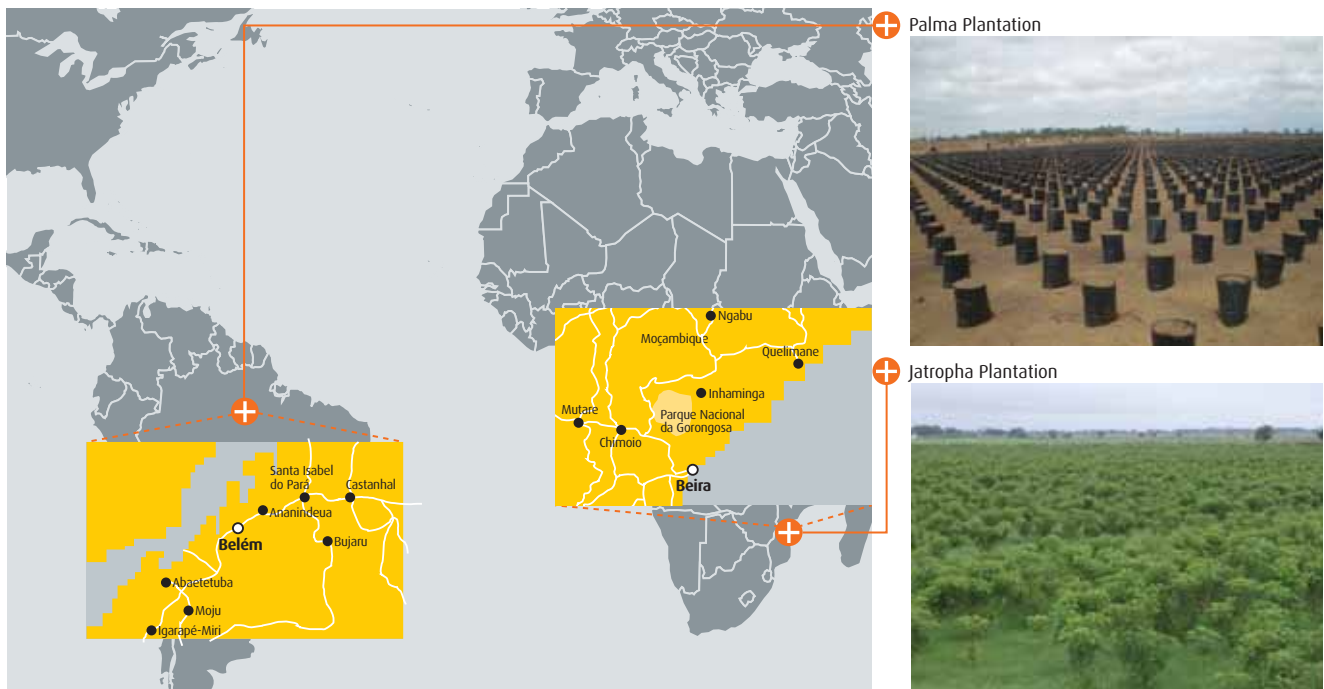 Palma Plantation
Jatropha Plantation
Ngabu
Moçambique
Quelimane
Inhaminga
Mutare
Parque Nacional
da Gorongosa
Chimoio
Beira
Santa Isabel
do Pará
Castanhal
Ananindeua
Belém
Bujaru
Abaetetuba
Moju
Igarapé-Miri